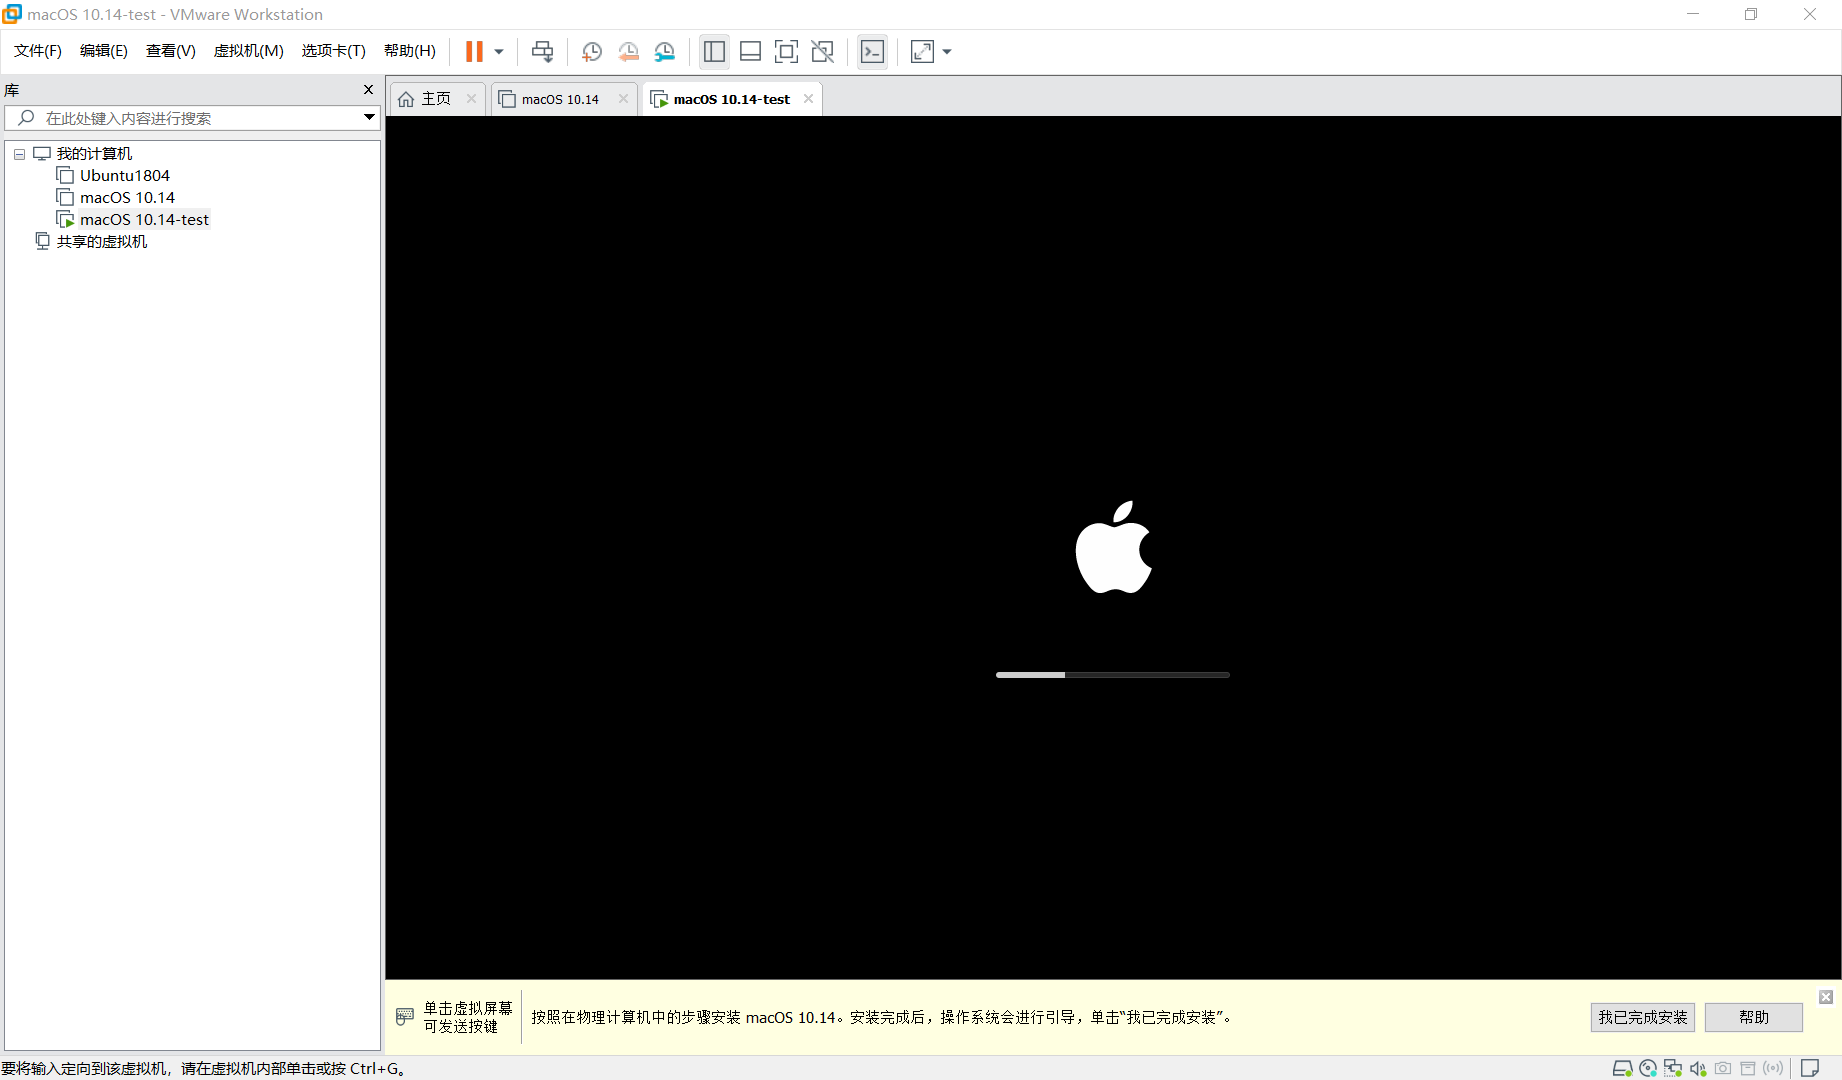 macOS 10.14-test - VMware Workstation
文件(F) 编辑(E) 查看(V) 虚拟机(M) 选项卡(T) 帮助(H)
库
在此处键入内容进行搜索
我的计算机
Ubuntu1804
macOS 10.14
macOS 10.14-test
共享的虚拟机
主页 macOS 10.14 macOS 10.14-test
单击虚拟屏幕
可发送按键
按照在物理计算机中的步骤安装 macOS 10.14。安装完成后，操作系统会进行引导，单击“我已完成安装”。
我已完成安装 帮助
要将输入定向到该虚拟机，请在虚拟机内部单击或按 Ctrl+G。